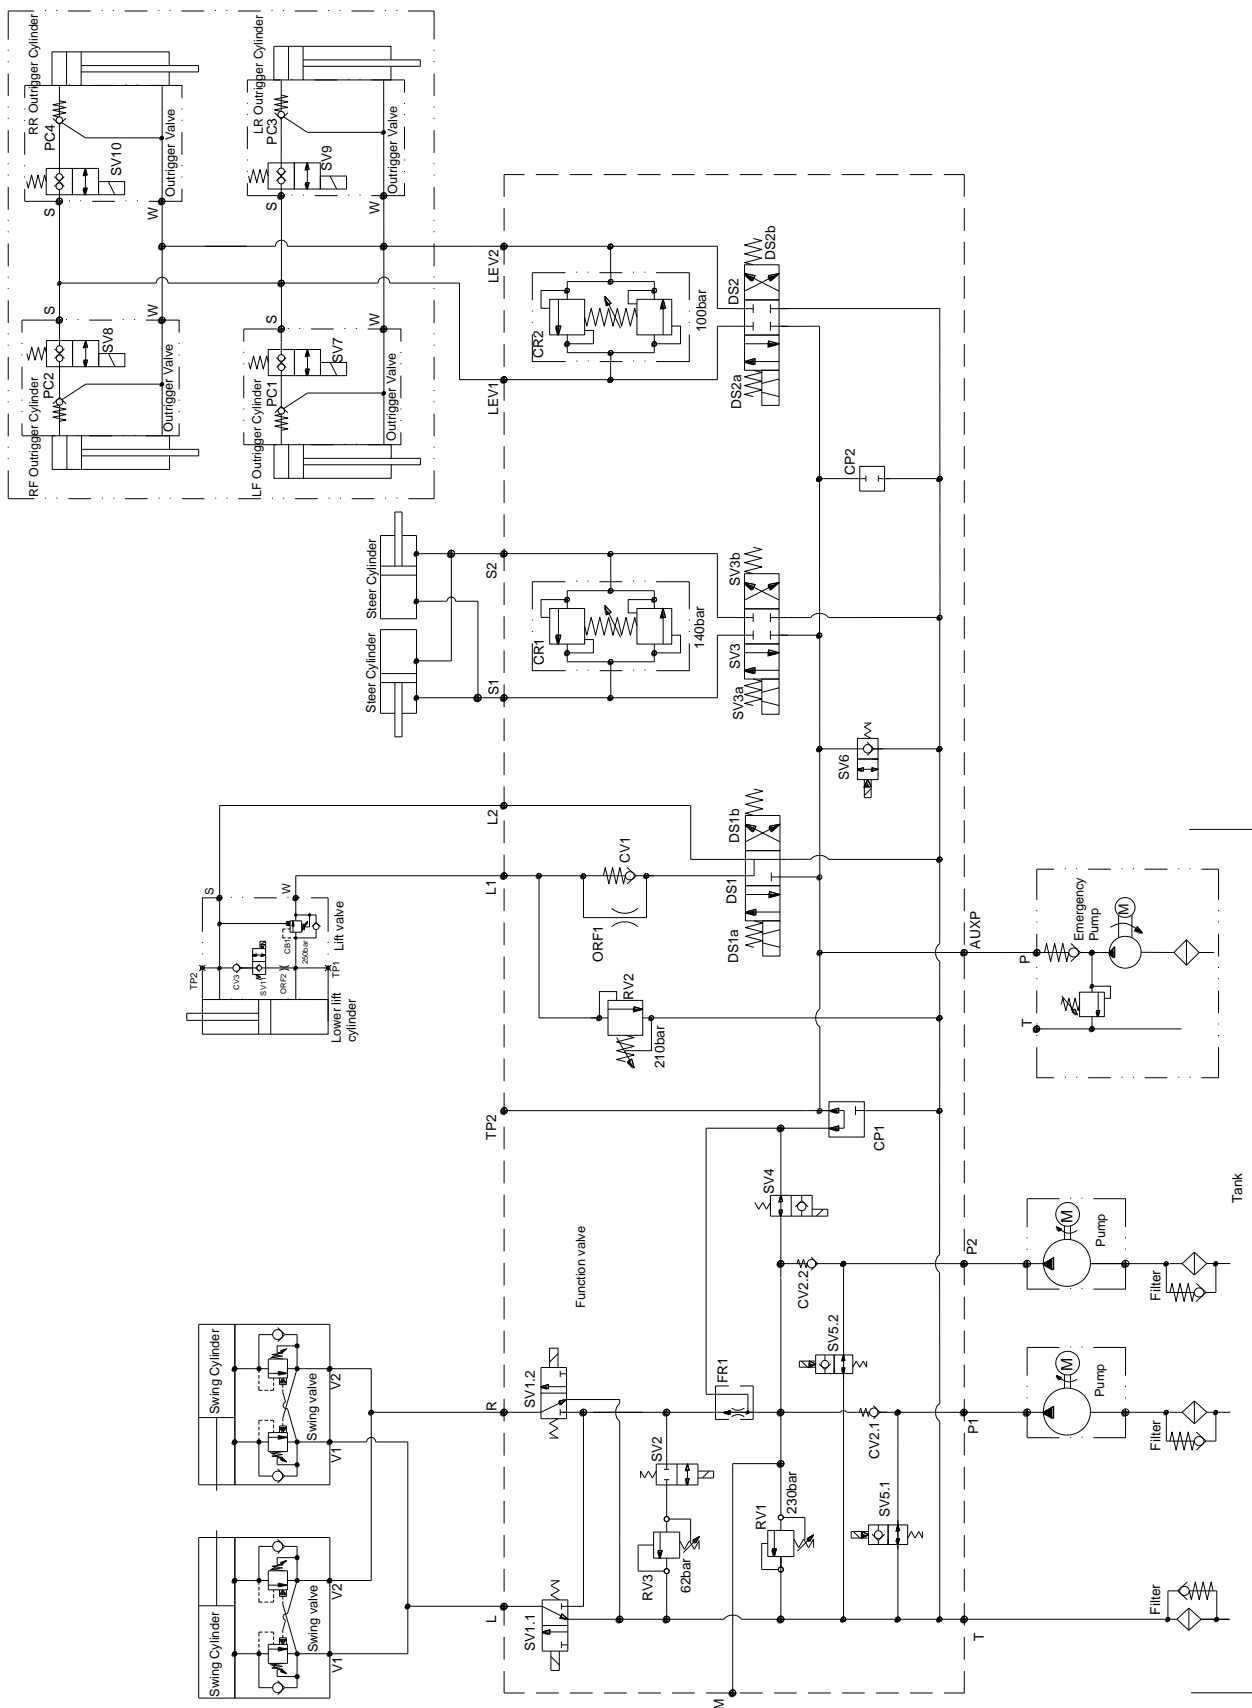 RR Outrigger Cylinder
PC4
SV10
Outrigger Valve
S
W
LR Outrigger Cylinder
PC3
SV9
Outrigger Valve
S
W
RF Outrigger Cylinder
PC2
SV8
Outrigger Valve
S
W
LF Outrigger Cylinder
PC1
SV7
Outrigger Valve
S
W
LEV2
LEV1
CR2
100bar
DS2
DS2b
DS2a
CP2
Steer Cylinder
Steer Cylinder
S2
S1
CR1
140bar
SV3
SV3b
SV3a
SV6
L2
L1
S
W
TP2
CV3
SV11
ORF2
CB1
250bar
TP1
Lift valve
Lower lift
cylinder
CV1
ORF1
DS1
DS1b
DS1a
RV2
210bar
AUXP
Emergency
Pump
M
P
T
TP2
CP1
SV4
Function valve
P2
CV2.2
SV5.2
M
Pump
Filter
Tank
Swing Cylinder
Swing valve
V2
V1
R
SV1.2
FR1
SV2
CV2.1
P1
M
Pump
Filter
Swing Cylinder
Swing valve
V2
V1
L
SV1.1
RV3
62bar
RV1
230bar
SV5.1
T
Filter
M